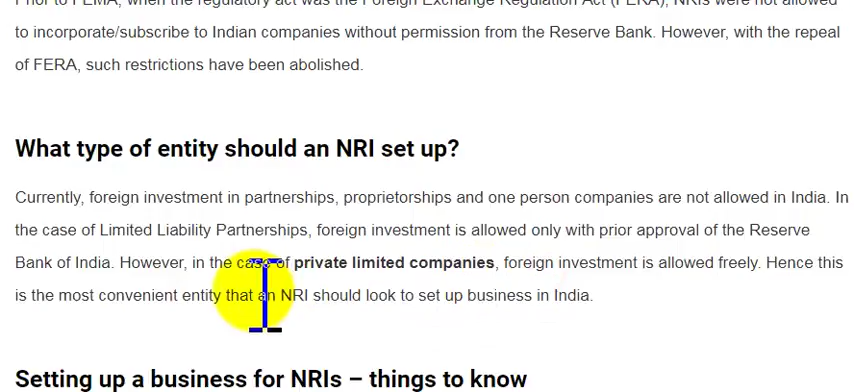 Prior to FEMA, when the regulatory act was the Foreign Exchange Regulation Act (FERA), NRIs were not allowed
to incorporate/subscribe to Indian companies without permission from the Reserve Bank. However, with the repeal
of FERA, such restrictions have been abolished.
What type of entity should an NRI set up?
Currently, foreign investment in partnerships, proprietorships and one person companies are not allowed in India. In
the case of Limited Liability Partnerships, foreign investment is allowed only with prior approval of the Reserve
Bank of India. However, in the case of private limited companies, foreign investment is allowed freely. Hence this
is the most convenient entity that an NRI should look to set up business in India.
Setting up a business for NRIs – things to know